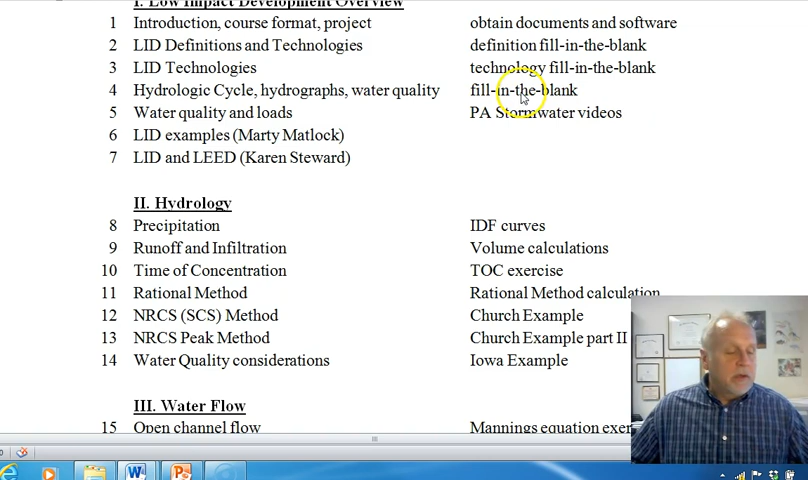 I. Low Impact Development Overview
1 Introduction, course format, project obtain documents and software
2 LID Definitions and Technologies definition fill-in-the-blank
3 LID Technologies technology fill-in-the-blank
4 Hydrologic Cycle, hydrographs, water quality fill-in-the-blank
5 Water quality and loads PA Stormwater videos
6 LID examples (Marty Matlock)
7 LID and LEED (Karen Steward)
II. Hydrology
8 Precipitation IDF curves
9 Runoff and Infiltration Volume calculations
10 Time of Concentration TOC exercise
11 Rational Method Rational Method calculation
12 NRCS (SCS) Method Church Example
13 NRCS Peak Method Church Example part II
14 Water Quality considerations Iowa Example
III. Water Flow
15 Open channel flow Mannings equation